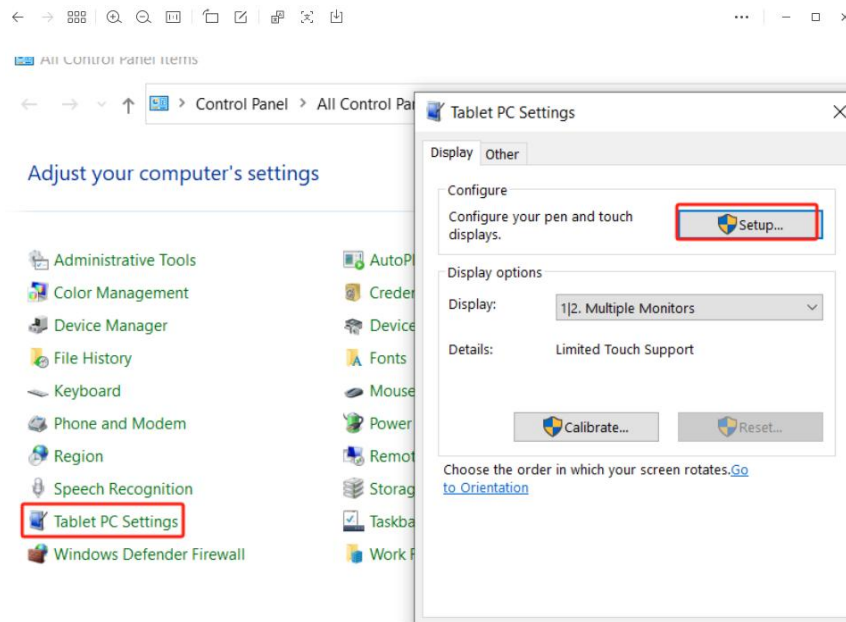 All Control Panel Items
Control Panel > All Control Pa
Adjust your computer's settings
Administrative Tools
AutoPl
Color Management
Creder
Device Manager
Device
File History
Fonts
Keyboard
Mouse
Phone and Modem
Power
Region
Remot
Speech Recognition
Storag
Tablet PC Settings
Taskba
Windows Defender Firewall
Work F
Tablet PC Settings
Display
Other
Configure
Configure your pen and touch
displays.
Setup...
Display options
Display:
1|2. Multiple Monitors
Details:
Limited Touch Support
Calibrate...
Reset...
Choose the order in which your screen rotates.Go
to Orientation